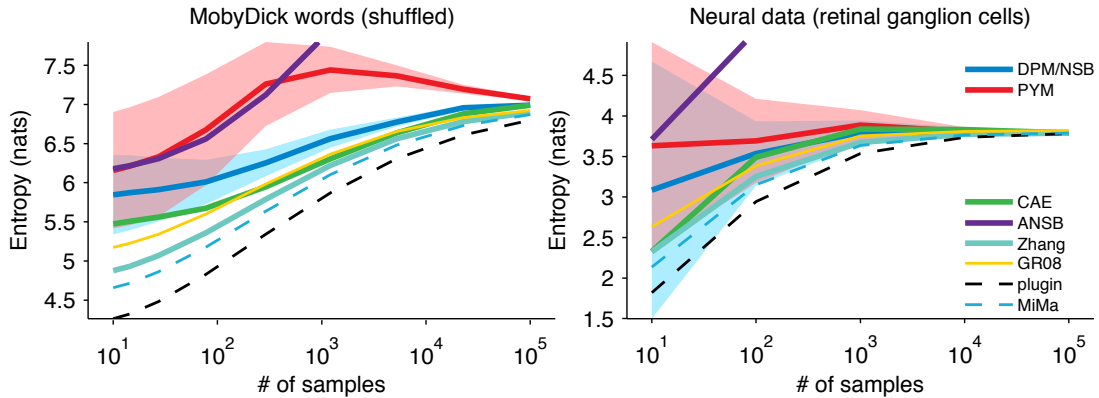 MobyDick words (shuffled)
Neural data (retinal ganglion cells)
Entropy (nats)
7.5
7
6.5
6
5.5
5
4.5
10^1
10^2
10^3
10^4
10^5
# of samples
Entropy (nats)
4.5
4
3.5
3
2.5
2
1.5
10^1
10^2
10^3
10^4
10^5
# of samples
DPM/NSB
PYM
CAE
ANSB
Zhang
GR08
plugin
MiMa